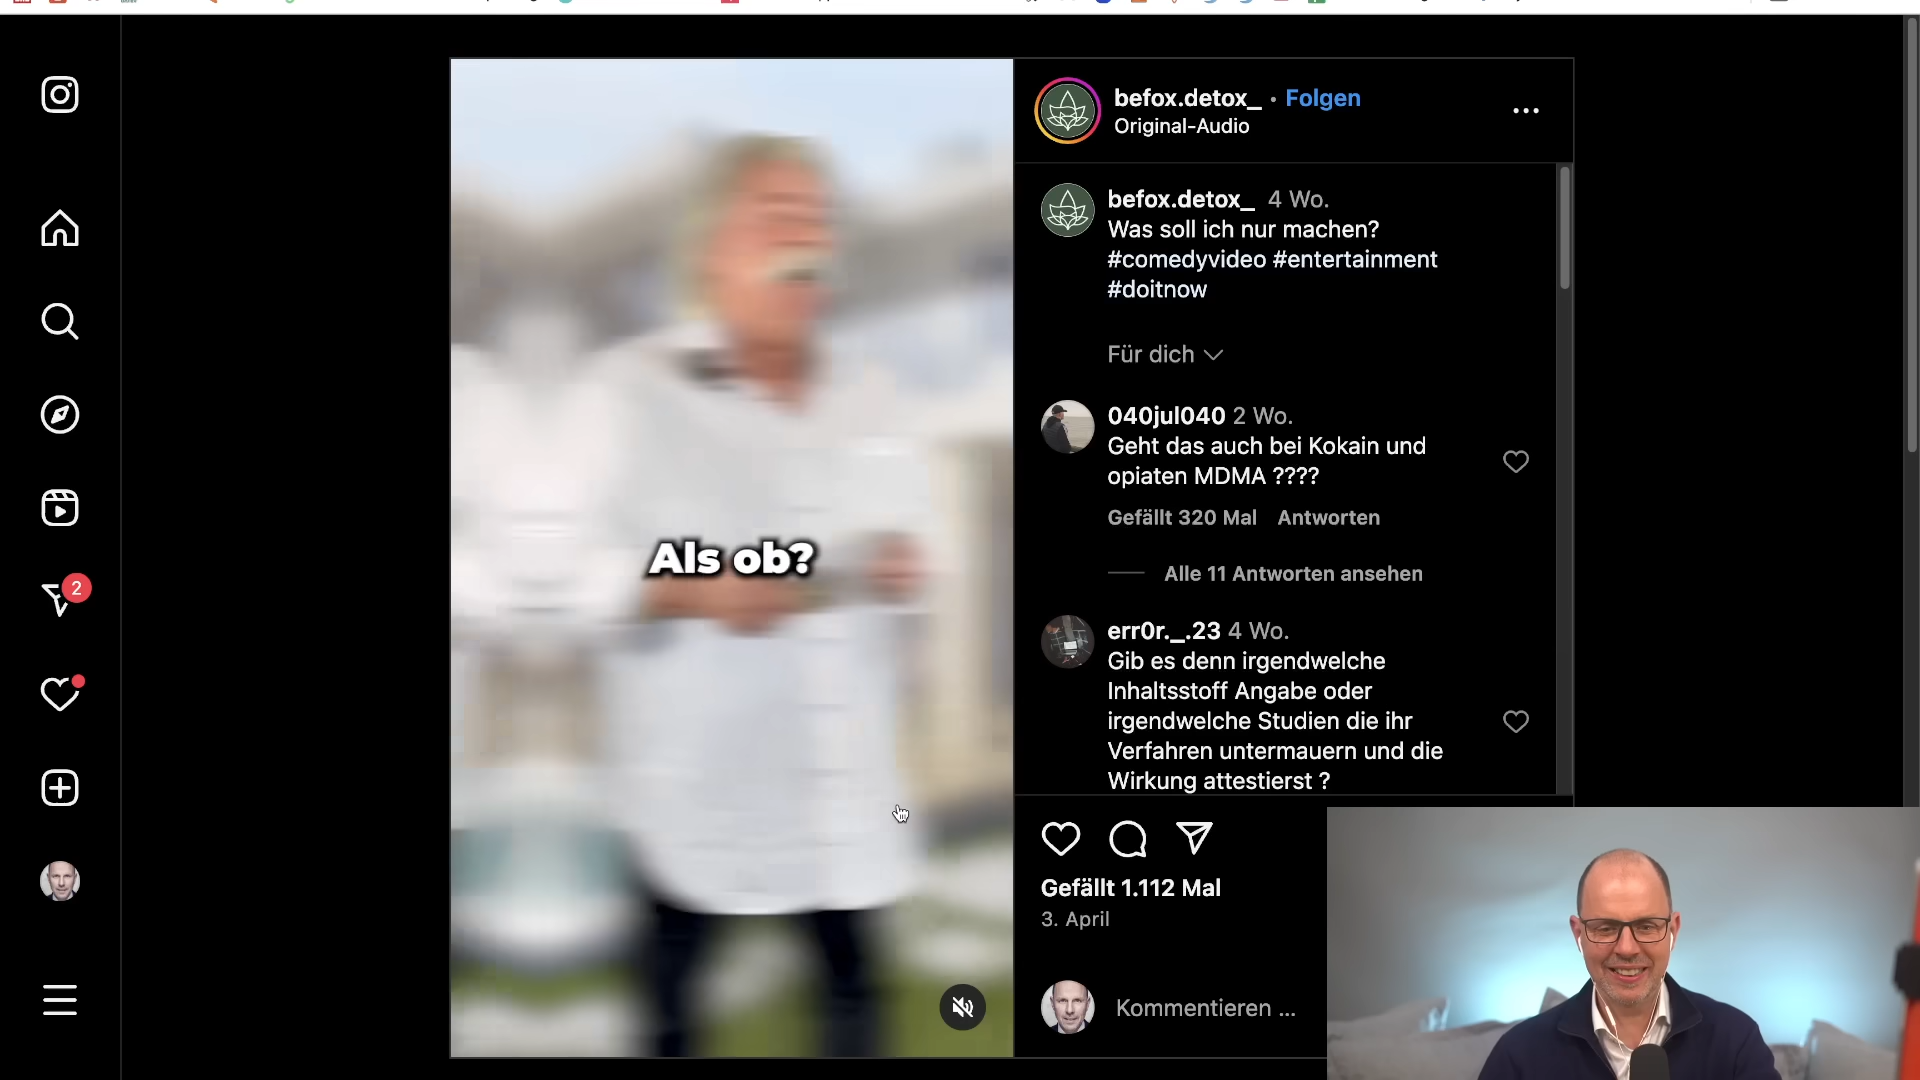 befox.detox_ • Folgen
Original-Audio
befox.detox_ 4 Wo.
Was soll ich nur machen?
#comedyvideo #entertainment
#doitnow
Für dich
040jul040 2 Wo.
Geht das auch bei Kokain und
opiaten MDMA ????
Gefällt 320 Mal Antworten
Alle 11 Antworten ansehen
err0r._.23 4 Wo.
Gib es denn irgendwelche
Inhaltsstoff Angabe oder
irgendwelche Studien die ihr
Verfahren untermauern und die
Wirkung attestierst ?
Als ob?
2
Gefällt 1.112 Mal
3. April
Kommentieren ...